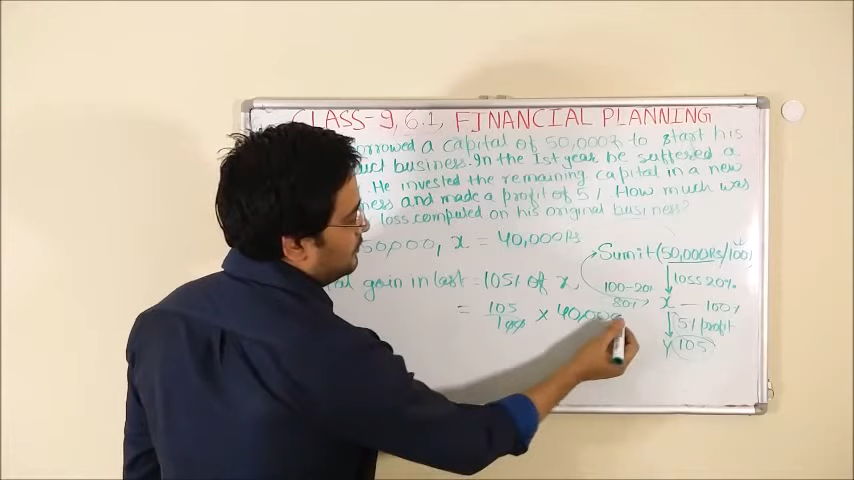 CLASS-9, 6.1, FINANCIAL PLANNING
borrowed a capital of 50,000Rs to start his
business. In the Ist year he suffered a
He invested the remaining capital in a new
and made a profit of 5%. How much was
loss computed on his original business?
50,000, x = 40,000Rs
Sumit (50,000Rs/100)
loss 20%
gain in last = 105% of x,
100-20%
80%
x — 100%
= 105/100 × 40,000
5% profit
y 105